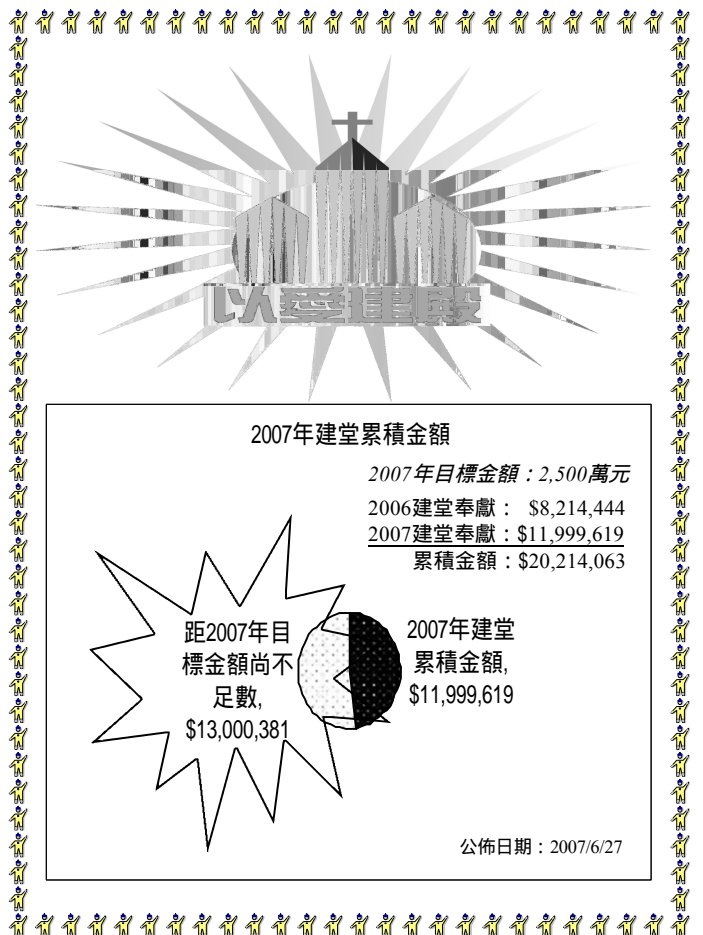 以愛建殿
2007年建堂累積金額
2007年目標金額：2,500萬元
2006建堂奉獻： $8,214,444
2007建堂奉獻：$11,999,619
累積金額：$20,214,063
距2007年目
標金額尚不
足數,
$13,000,381
2007年建堂
累積金額,
$11,999,619
公佈日期：2007/6/27